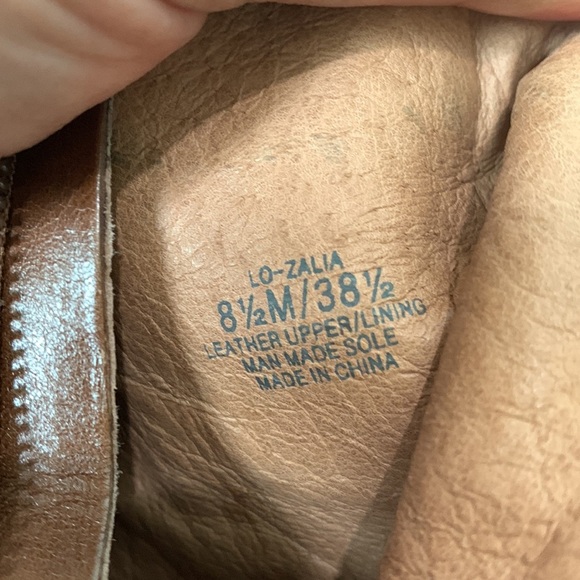 LO-ZALIA
8½M/38½
LEATHER UPPER/LINING
MAN MADE SOLE
MADE IN CHINA